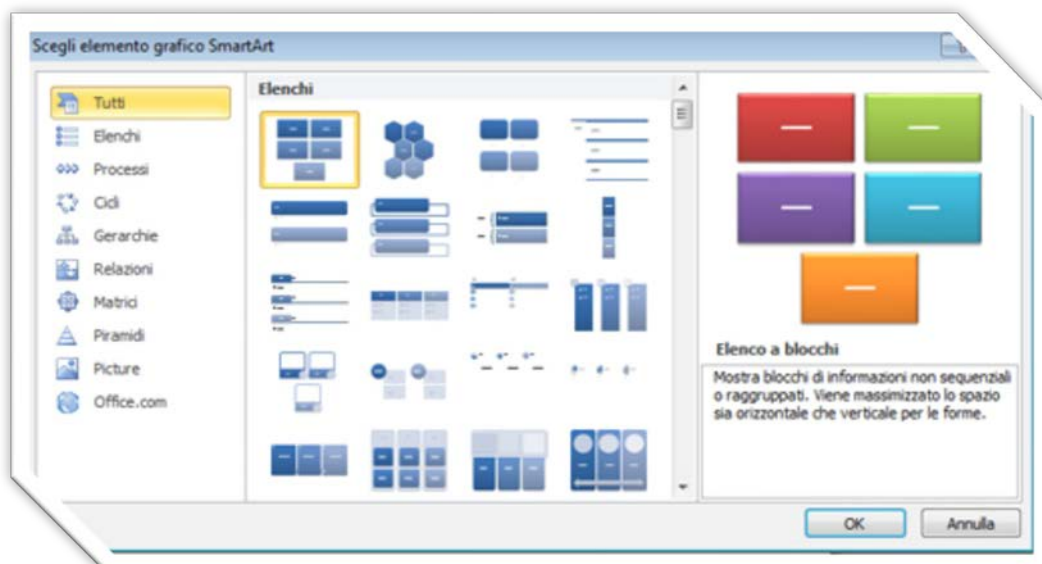 Scegli elemento grafico SmartArt
Tutti
Elenchi
Processi
Cicli
Gerarchie
Relazioni
Matrici
Piramidi
Picture
Office.com
Elenchi
Elenco a blocchi
Mostra blocchi di informazioni non sequenziali
o raggruppati. Viene massimizzato lo spazio
sia orizzontale che verticale per le forme.
OK
Annulla